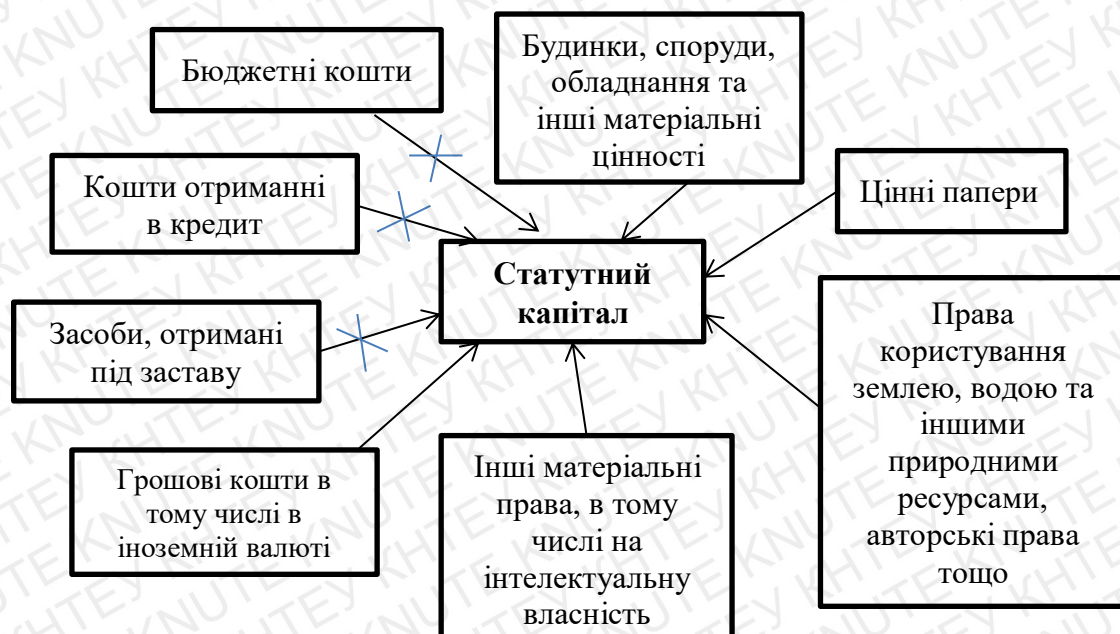 Бюджетні кошти
Будинки, споруди,
обладнання та
інші матеріальні
цінності
Кошти отриманні
в кредит
Цінні папери
Статутний
капітал
Засоби, отримані
під заставу
Права
користування
землею, водою та
іншими
природними
ресурсами,
авторські права
тощо
Грошові кошти в
тому числі в
іноземній валюті
Інші матеріальні
права, в тому
числі на
інтелектуальну
власність